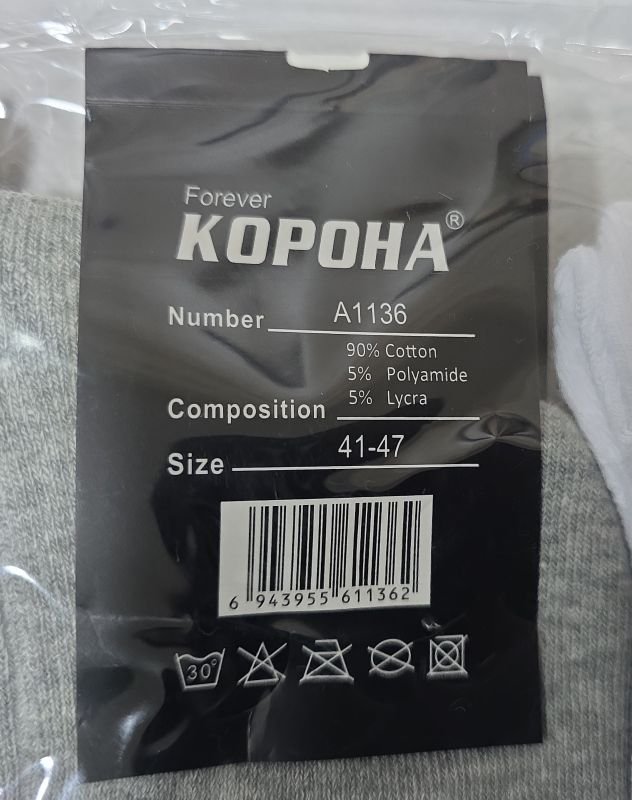 Forever
КОРОНА®
Number A1136
90% Cotton
5% Polyamide
5% Lycra
Composition
Size 41-47
6 943955 611362
30°